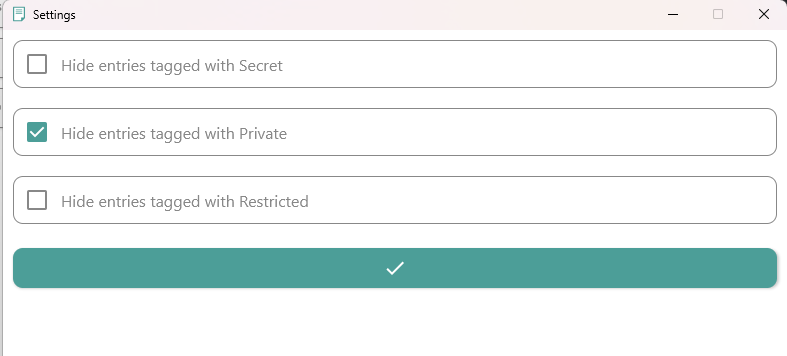 Settings
Hide entries tagged with Secret
Hide entries tagged with Private
Hide entries tagged with Restricted